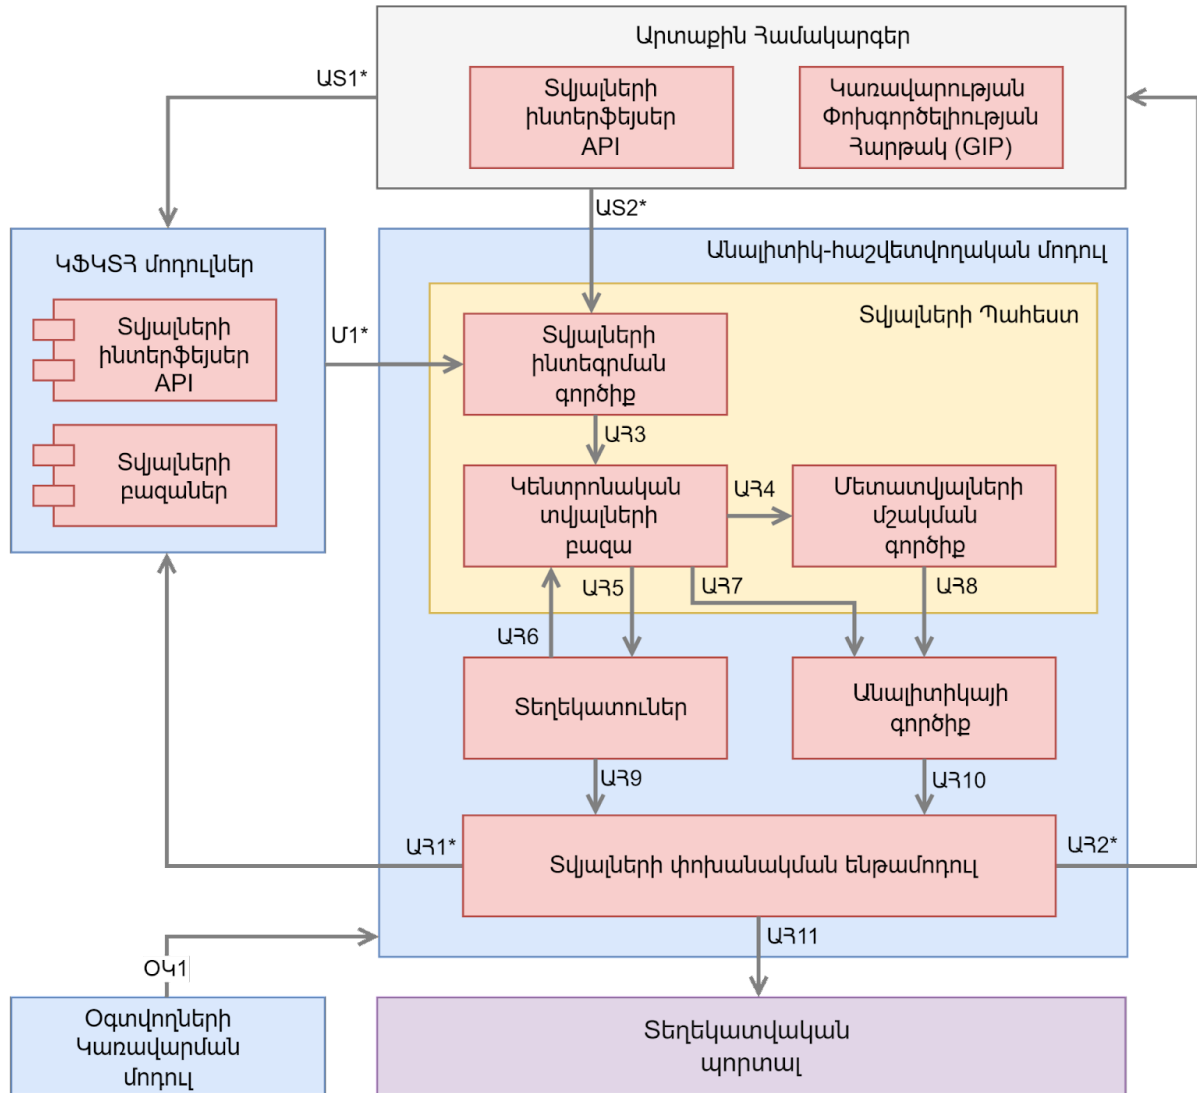 Արտաքին Համակարգեր
ԱՏ1*
Տվյալների
ինտերֆեյսեր
API
Կառավարության
Փոխգործելիության
Հարթակ (GIP)
ԱՏ2*
ԿՖԿՏՀ մոդուլներ
Տվյալների
ինտերֆեյսեր
API
Տվյալների
բազաներ
Մ1*
Անալիտիկ-հաշվետվողական մոդուլ
Տվյալների Պահեստ
Տվյալների
ինտեգրման
գործիք
ԱՀ3
Կենտրոնական
տվյալների
բազա
ԱՀ4
Մետատվյալների
մշակման
գործիք
ԱՀ5
ԱՀ7
ԱՀ8
ԱՀ6
Տեղեկատուներ
Անալիտիկայի
գործիք
ԱՀ9
ԱՀ10
ԱՀ1*
Տվյալների փոխանակման ենթամոդուլ
ԱՀ2*
ԱՀ11
ՕԿ1
Օգտվողների
Կառավարման
մոդուլ
Տեղեկատվական
պորտալ